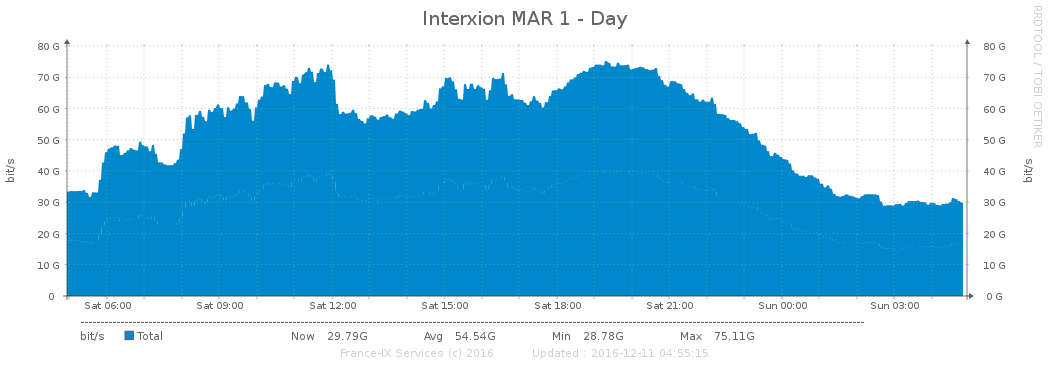 Interxion MAR 1 - Day
RRDTOOL / TOBI OETIKER
80 G 80 G
70 G 70 G
60 G 60 G
50 G 50 G
40 G 40 G
30 G 30 G
20 G 20 G
10 G 10 G
0 0 G
bit/s bit/s
Sat 06:00 Sat 09:00 Sat 12:00 Sat 15:00 Sat 18:00 Sat 21:00 Sun 00:00 Sun 03:00
bit/s Total Now 29.79G Avg 54.54G Min 28.78G Max 75.11G
France-IX Services (c) 2016 Updated : 2016-12-11 04:55:15